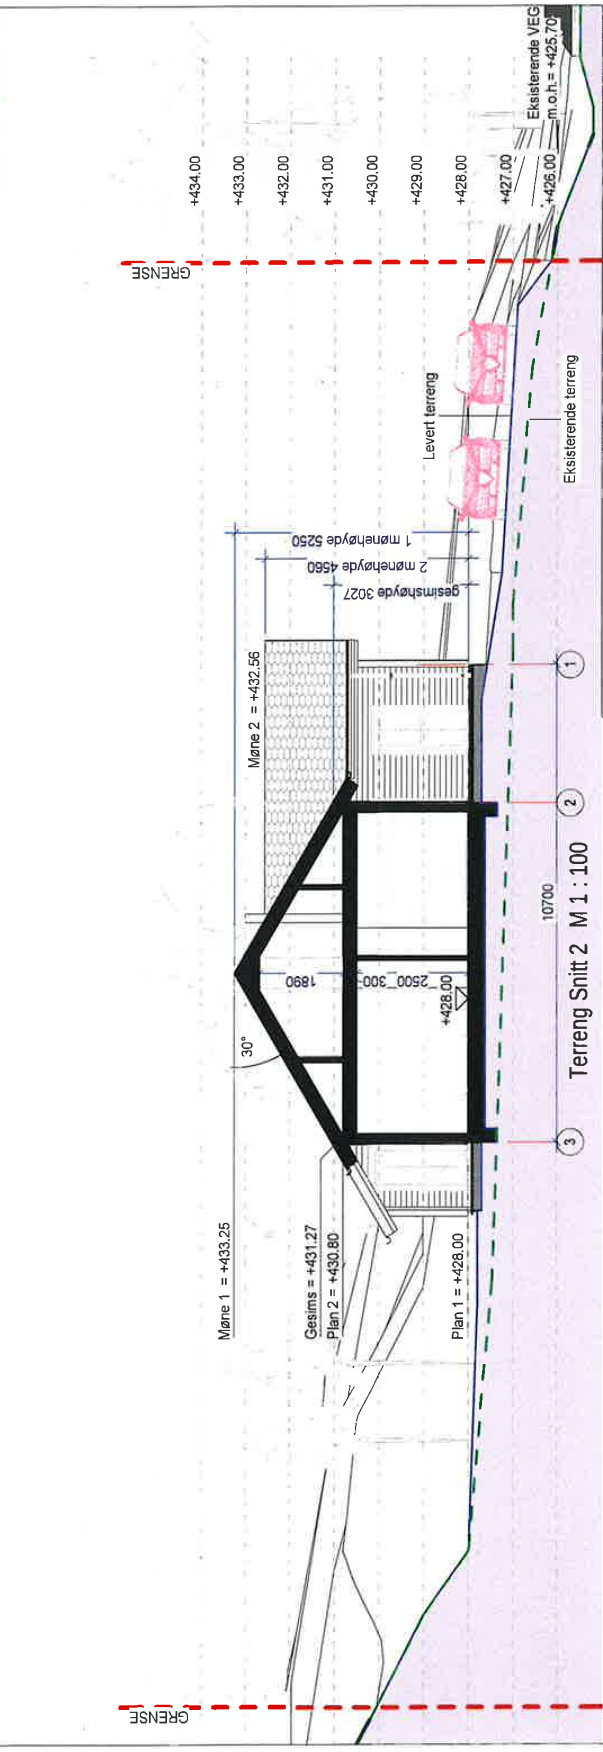 GRENSE
GRENSE
+434.00
+433.00
+432.00
+431.00
+430.00
+429.00
+428.00
+427.00
+426.00
Eksisterende VEG
m.o.h.= +425.70
Møne 1 = +433.25
Gesims = +431.27
Plan 2 = +430.80
Plan 1 = +428.00
30°
1890
300
2500
+428.00
Møne 2 = +432.56
1 mønehøyde 5250
2 mønehøyde 4560
gesimshøyde 3027
Levert terreng
Eksisterende terreng
3
10700
2
1
Terreng Snitt 2 M 1 : 100